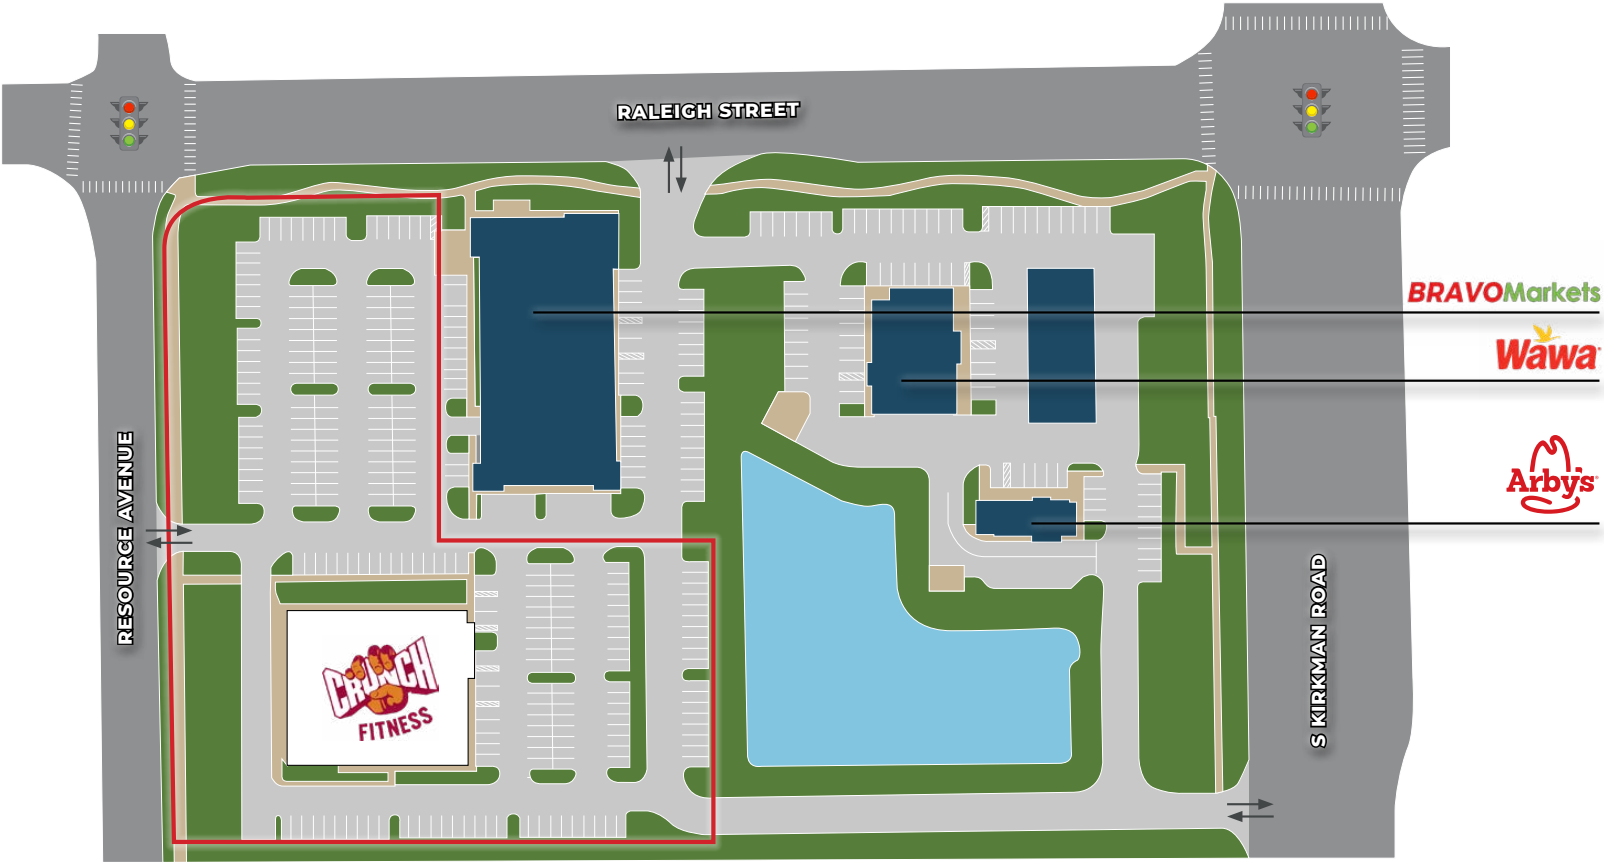 RALEIGH STREET
BRAVOMarkets
Wawa
Arby's
RESOURCE AVENUE
S KIRKMAN ROAD
CRUNCH
FITNESS